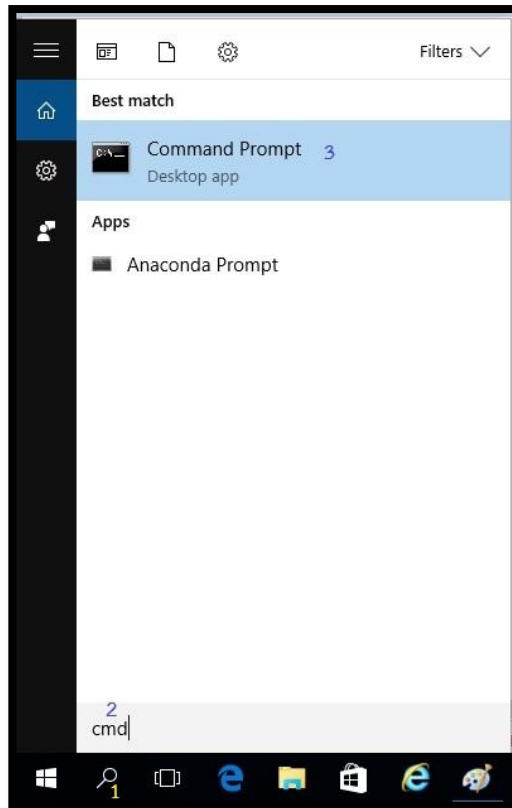 Filters
Best match
Command Prompt 3
Desktop app
Apps
Anaconda Prompt
2
cmd
1